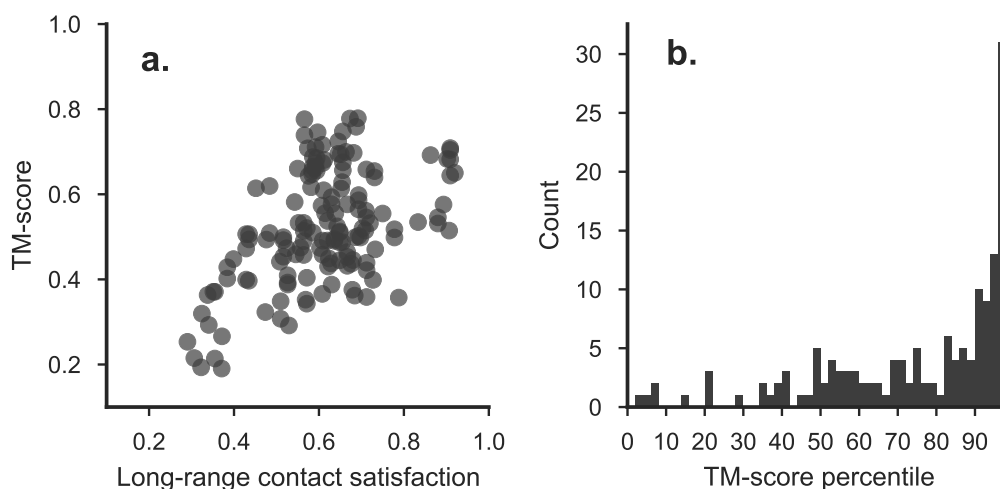 a.
1.0
0.8
0.6
0.4
0.2
TM-score
0.2 0.4 0.6 0.8 1.0
Long-range contact satisfaction
b.
30
25
20
15
10
5
0
Count
0 10 20 30 40 50 60 70 80 90
TM-score percentile